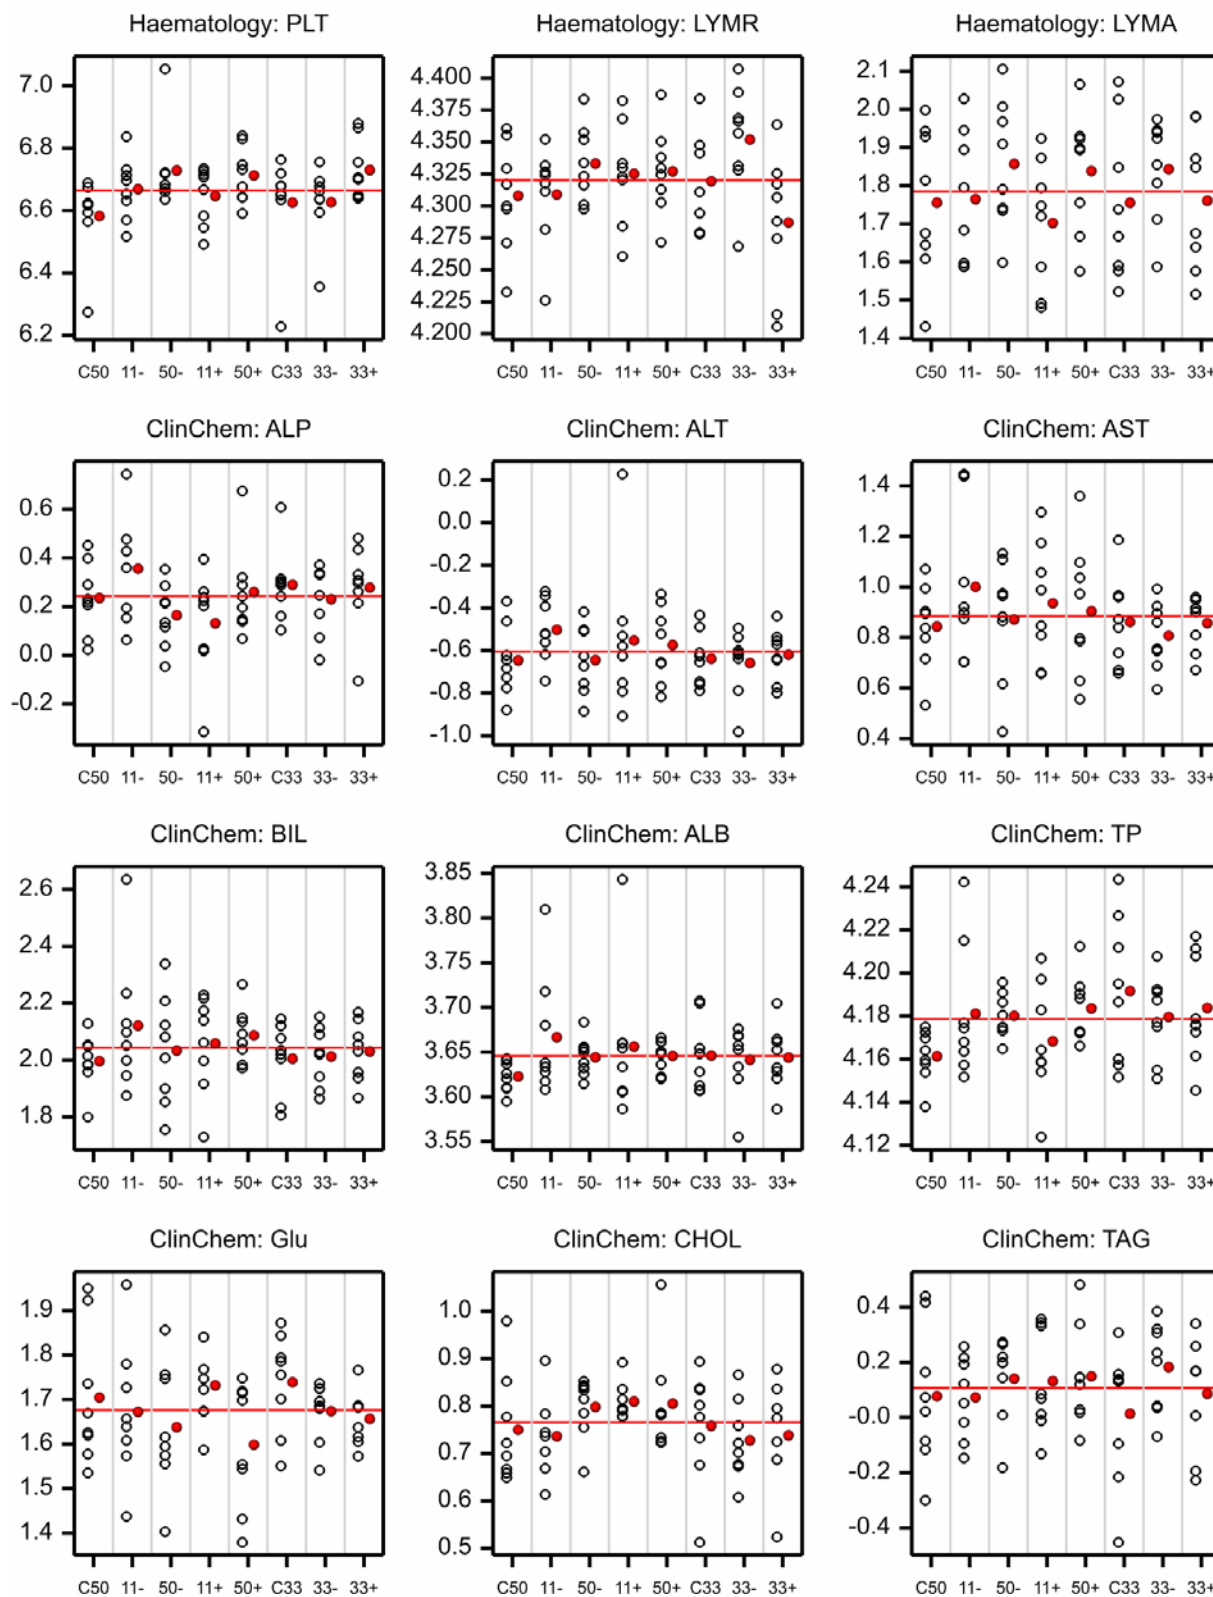 Haematology: PLT Haematology: LYMR Haematology: LYMA
7.0 4.400 2.1
6.8 4.375 2.0
6.6 4.350 1.9
6.4 4.325 1.8
6.2 4.300 1.7
4.275 1.6
4.250 1.5
4.225 1.4
4.200
C50 11- 50- 11+ 50+ C33 33- 33+ C50 11- 50- 11+ 50+ C33 33- 33+ C50 11- 50- 11+ 50+ C33 33- 33+
ClinChem: ALP ClinChem: ALT ClinChem: AST
0.6 0.2 1.4
0.4 0.0 1.2
0.2 -0.2 1.0
0.0 -0.4 0.8
-0.2 -0.6 0.6
-0.8 0.4
-1.0
C50 11- 50- 11+ 50+ C33 33- 33+ C50 11- 50- 11+ 50+ C33 33- 33+ C50 11- 50- 11+ 50+ C33 33- 33+
ClinChem: BIL ClinChem: ALB ClinChem: TP
2.6 3.85 4.24
2.4 3.80 4.22
2.2 3.70 4.20
2.0 3.65 4.18
1.8 3.60 4.16
3.55 4.14
4.12
C50 11- 50- 11+ 50+ C33 33- 33+ C50 11- 50- 11+ 50+ C33 33- 33+ C50 11- 50- 11+ 50+ C33 33- 33+
ClinChem: Glu ClinChem: CHOL ClinChem: TAG
1.9 1.0 0.4
1.8 0.9 0.2
1.7 0.8 -0.0
1.6 0.7 -0.2
1.5 0.6 -0.4
1.4 0.5
C50 11- 50- 11+ 50+ C33 33- 33+ C50 11- 50- 11+ 50+ C33 33- 33+ C50 11- 50- 11+ 50+ C33 33- 33+